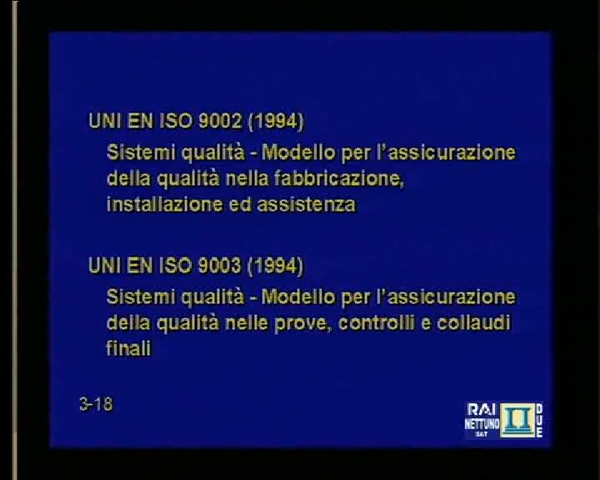 UNI EN ISO 9002 (1994)
Sistemi qualità - Modello per l'assicurazione
della qualità nella fabbricazione,
installazione ed assistenza
UNI EN ISO 9003 (1994)
Sistemi qualità - Modello per l'assicurazione
della qualità nelle prove, controlli e collaudi
finali
3-18
RAI
NETTUNO
SAT
DUE